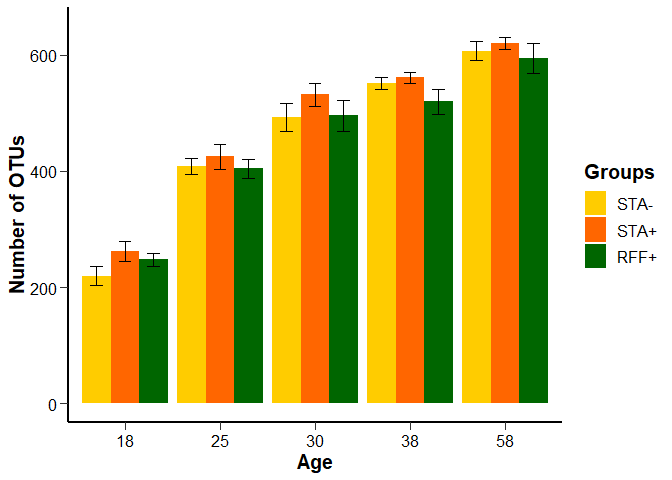 Number of OTUs
600
400
200
0
18 25 30 38 58
Age
Groups
STA-
STA+
RFF+